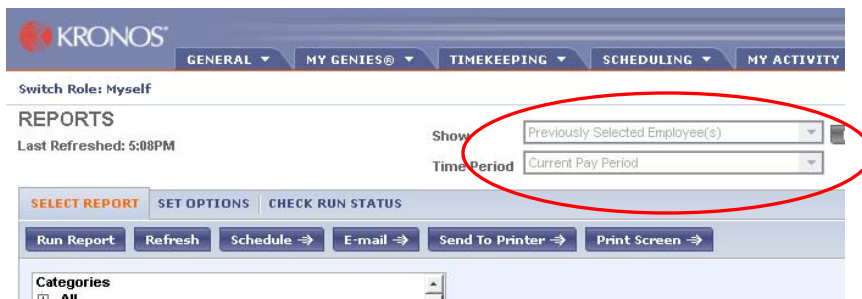 KRONOS®
GENERAL MY GENIES® TIMEKEEPING SCHEDULING MY ACTIVITY
Switch Role: Myself
REPORTS
Last Refreshed: 5:08PM
Show Previously Selected Employee(s)
Time Period Current Pay Period
SELECT REPORT SET OPTIONS CHECK RUN STATUS
Run Report Refresh Schedule E-mail Send To Printer Print Screen
Categories
All